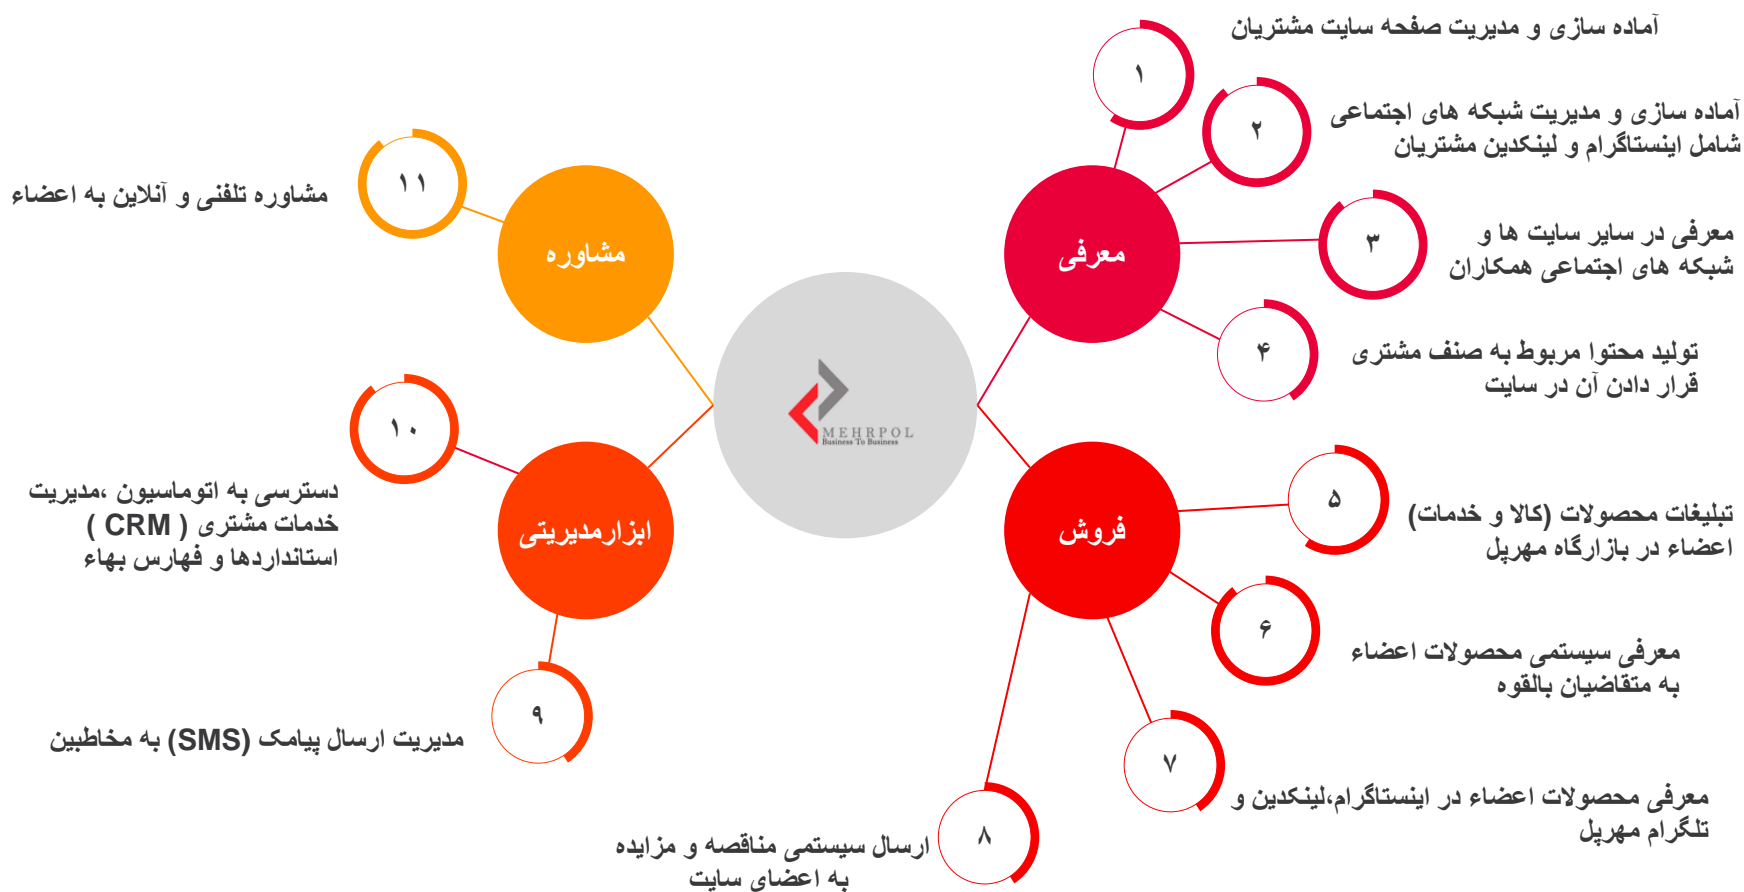 آماده سازی و مدیریت صفحه سایت مشتریان
۱
آماده سازی و مدیریت شبکه های اجتماعی
شامل اینستاگرام و لینکدین مشتریان
۲
معرفی در سایر سایت ها و
شبکه های اجتماعی همکاران
۳
معرفی
تولید محتوا مربوط به صنف مشتری
قرار دادن آن در سایت
۴
تبلیغات محصولات (کالا و خدمات)
اعضاء در بازارگاه مهرپل
۵
فروش
معرفی سیستمی محصولات اعضاء
به متقاضیان بالقوه
۶
معرفی محصولات اعضاء در اینستاگرام،لینکدین و
تلگرام مهرپل
۷
ارسال سیستمی مناقصه و مزایده
به اعضای سایت
۸
MEHRPOL
Business To Business
مدیریت ارسال پیامک (SMS) به مخاطبین
۹
ابزارمدیریتی
دسترسی به اتوماسیون ،مدیریت
خدمات مشتری ( CRM )
استانداردها و فهارس بهاء
۱۰
مشاوره
مشاوره تلفنی و آنلاین به اعضاء
۱۱